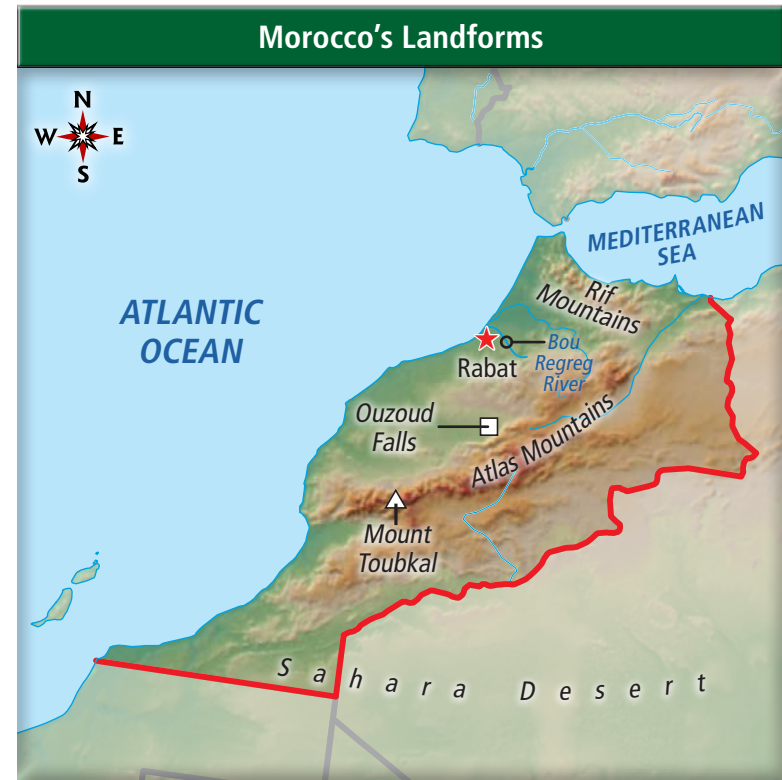 Morocco's Landforms
N
W E
S
MEDITERRANEAN
SEA
ATLANTIC
OCEAN
Rif
Mountains
Rabat
Bou
Regreg
River
Ouzoud
Falls
Atlas Mountains
Mount
Toubkal
Sahara Desert